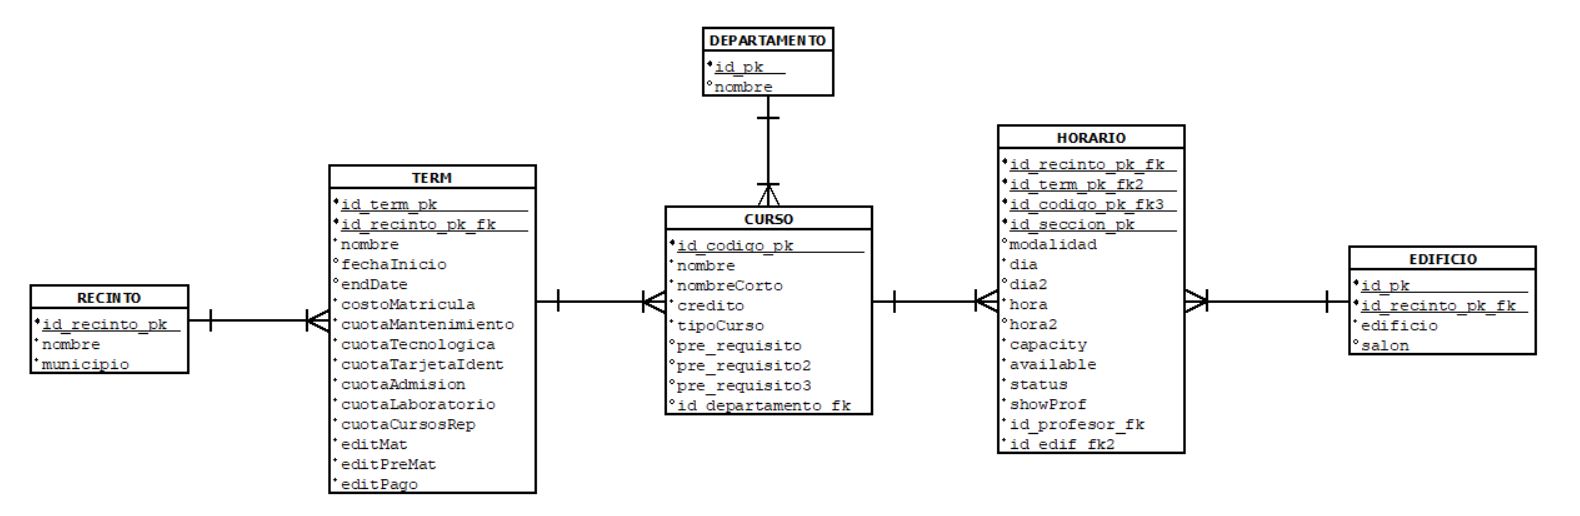 DEPARTAMENTO
id_pk
nombre
HORARIO
id_recinto_pk_fk
id_term_pk_fk2
id_codigo_pk_fk3
id_seccion_pk
modalidad
dia
dia2
hora
hora2
capacity
available
status
showProf
id_profesor_fk
id_edif_fk2
TERM
id_term_pk
id_recinto_pk_fk
nombre
fechaInicio
endDate
costoMatricula
cuotaMantenimiento
cuotaTecnologica
cuotaTarjetaIdent
cuotaAdmision
cuotaLaboratorio
cuotaCursosRep
editMat
editPreMat
editPago
CURSO
id_codigo_pk
nombre
nombreCorto
credito
tipoCurso
pre_requisito
pre_requisito2
pre_requisito3
id_departamento_fk
EDIFICIO
id_pk
id_recinto_pk_fk
edificio
salon
RECINTO
id_recinto_pk
nombre
municipio